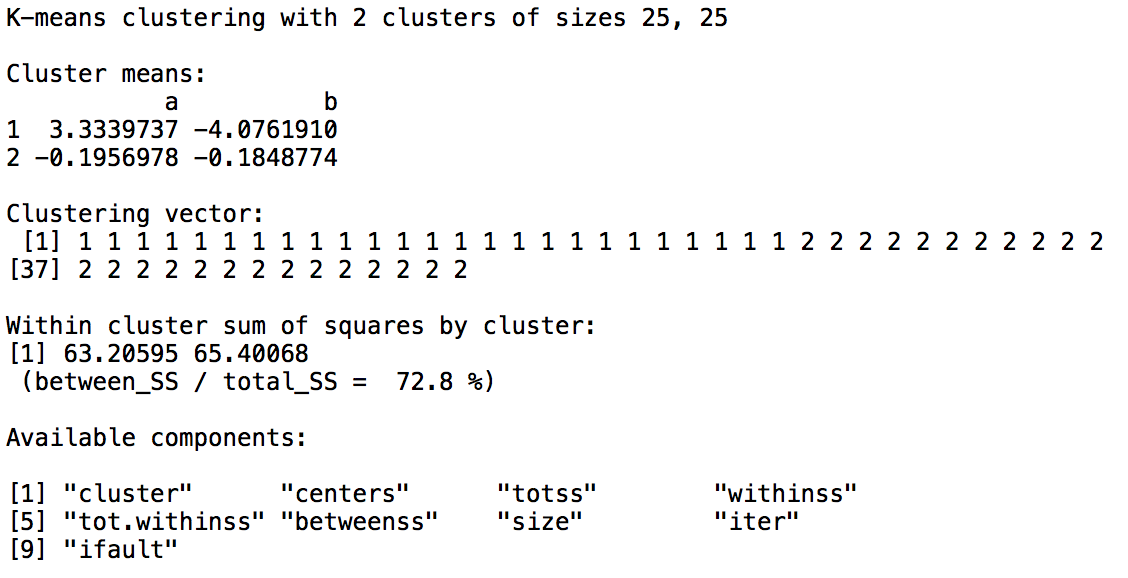 K-means clustering with 2 clusters of sizes 25, 25
Cluster means:
a b
1 3.3339737 -4.0761910
2 -0.1956978 -0.1848774
Clustering vector:
[1] 1 1 1 1 1 1 1 1 1 1 1 1 1 1 1 1 1 1 1 1 1 1 1 1 1 2 2 2 2 2 2 2 2 2 2 2
[37] 2 2 2 2 2 2 2 2 2 2 2 2 2 2
Within cluster sum of squares by cluster:
[1] 63.20595 65.40068
(between_SS / total_SS = 72.8 %)
Available components:
[1] "cluster" "centers" "totss" "withinss"
[5] "tot.withinss" "betweenss" "size" "iter"
[9] "ifault"